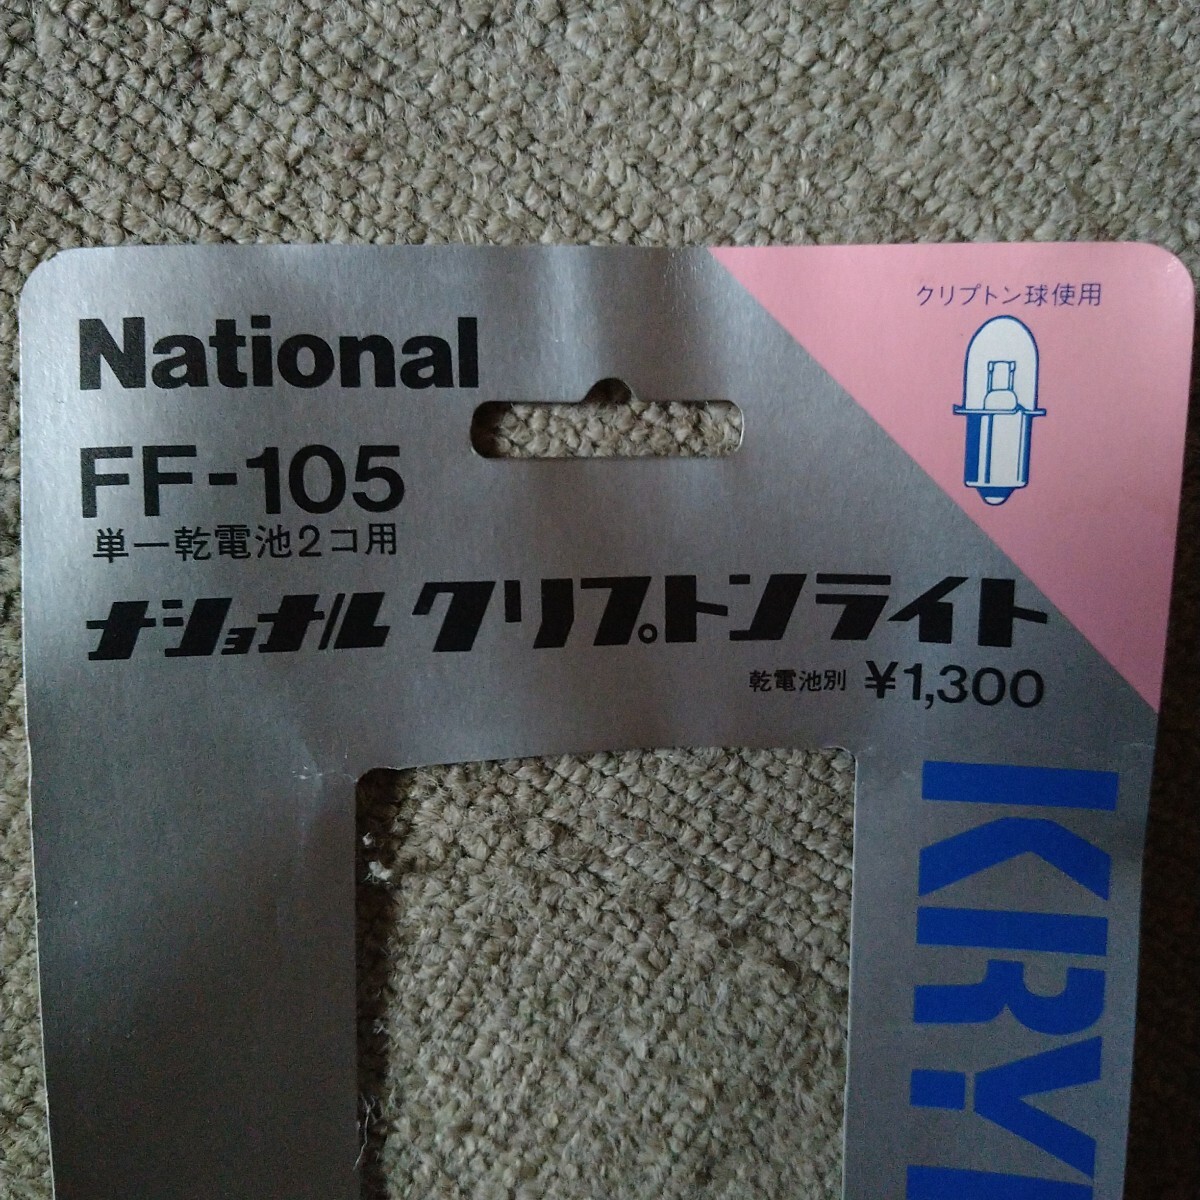 National
クリプトン球使用
FF-105
単一乾電池2コ用
ナショナル クリプトンライト
乾電池別 ¥1,300